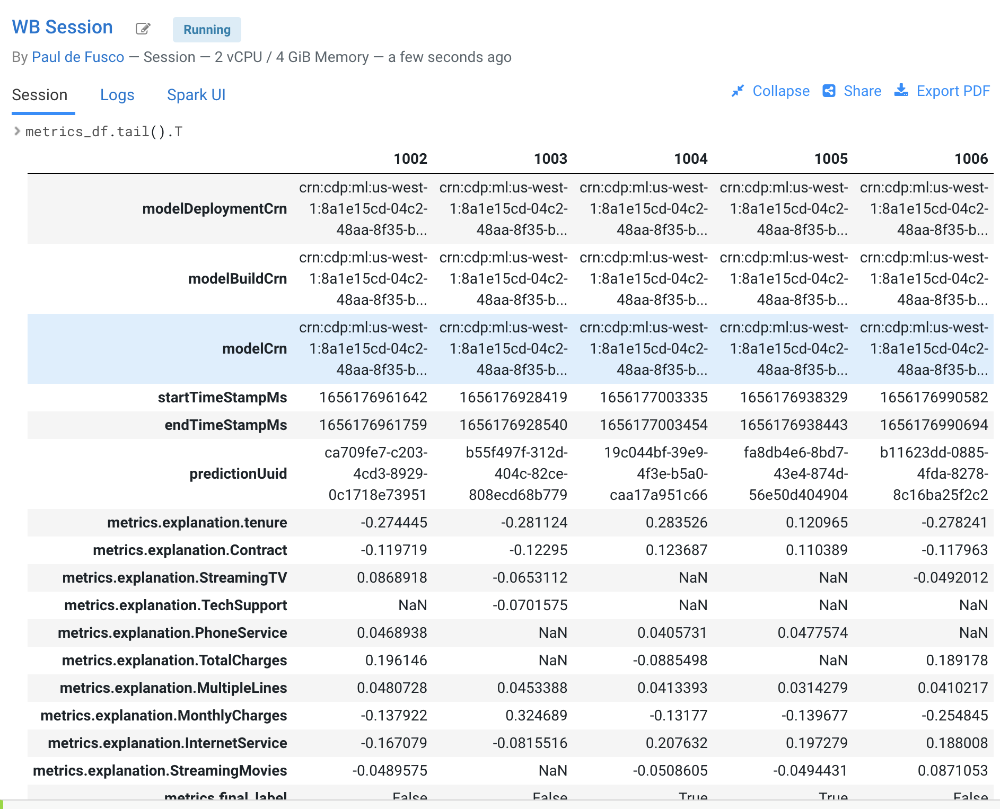 WB Session Running
By Paul de Fusco — Session — 2 vCPU / 4 GiB Memory — a few seconds ago
Session Logs Spark UI Collapse Share Export PDF
metrics_df.tail().T
1002 1003 1004 1005 1006
crn:cdp:ml:us-west- crn:cdp:ml:us-west- crn:cdp:ml:us-west- crn:cdp:ml:us-west- crn:cdp:ml:us-west-
modelDeploymentCrn 1:8a1e15cd-04c2- 1:8a1e15cd-04c2- 1:8a1e15cd-04c2- 1:8a1e15cd-04c2- 1:8a1e15cd-04c2-
48aa-8f35-b... 48aa-8f35-b... 48aa-8f35-b... 48aa-8f35-b... 48aa-8f35-b...
crn:cdp:ml:us-west- crn:cdp:ml:us-west- crn:cdp:ml:us-west- crn:cdp:ml:us-west- crn:cdp:ml:us-west-
modelBuildCrn 1:8a1e15cd-04c2- 1:8a1e15cd-04c2- 1:8a1e15cd-04c2- 1:8a1e15cd-04c2- 1:8a1e15cd-04c2-
48aa-8f35-b... 48aa-8f35-b... 48aa-8f35-b... 48aa-8f35-b... 48aa-8f35-b...
crn:cdp:ml:us-west- crn:cdp:ml:us-west- crn:cdp:ml:us-west- crn:cdp:ml:us-west- crn:cdp:ml:us-west-
modelCrn 1:8a1e15cd-04c2- 1:8a1e15cd-04c2- 1:8a1e15cd-04c2- 1:8a1e15cd-04c2- 1:8a1e15cd-04c2-
48aa-8f35-b... 48aa-8f35-b... 48aa-8f35-b... 48aa-8f35-b... 48aa-8f35-b...
startTimeStampMs 1656176961642 1656176928419 1656177003335 1656176938329 1656176990582
endTimeStampMs 1656176961759 1656176928540 1656177003454 1656176938443 1656176990694
ca709fe7-c203- b55f497f-312d- 19c044bf-39e9- fa8db4e6-8bd7- b11623dd-0885-
predictionUuid 4cd3-8929- 404c-82ce- 4f3e-b5a0- 43e4-874d- 4fda-8278-
0c1718e73951 808ecd68b779 caa17a951c66 56e50d404904 8c16ba25f2c2
metrics.explanation.tenure -0.274445 -0.281124 0.283526 0.120965 -0.278241
metrics.explanation.Contract -0.119719 -0.12295 0.123687 0.110389 -0.117963
metrics.explanation.StreamingTV 0.0868918 -0.0653112 NaN NaN -0.0492012
metrics.explanation.TechSupport NaN -0.0701575 NaN NaN NaN
metrics.explanation.PhoneService 0.0468938 NaN 0.0405731 0.0477574 NaN
metrics.explanation.TotalCharges 0.196146 NaN -0.0885498 NaN 0.189178
metrics.explanation.MultipleLines 0.0480728 0.0453388 0.0413393 0.0314279 0.0410217
metrics.explanation.MonthlyCharges -0.137922 0.324689 -0.13177 -0.139677 -0.254845
metrics.explanation.InternetService -0.167079 -0.0815516 0.207632 0.197279 0.188008
metrics.explanation.StreamingMovies -0.0489575 NaN -0.0508605 -0.0494431 0.0871053
metrics.final_label False False True True False